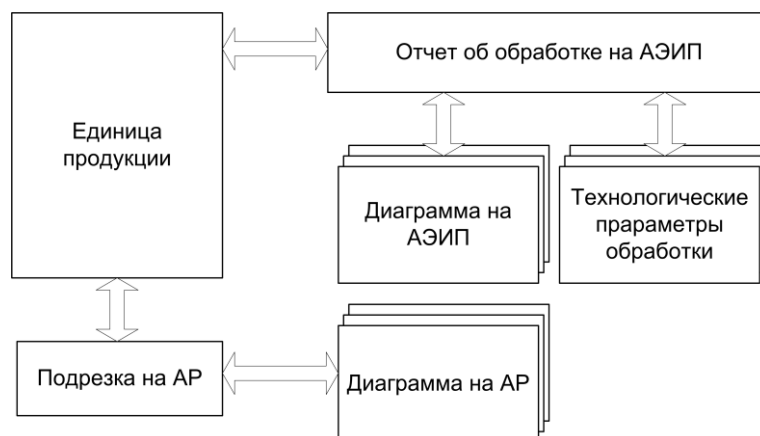 Отчет об обработке на АЭИП
Единица
продукции
Диаграмма на
АЭИП
Технологические
прараметры
обработки
Подрезка на АР
Диаграмма на АР